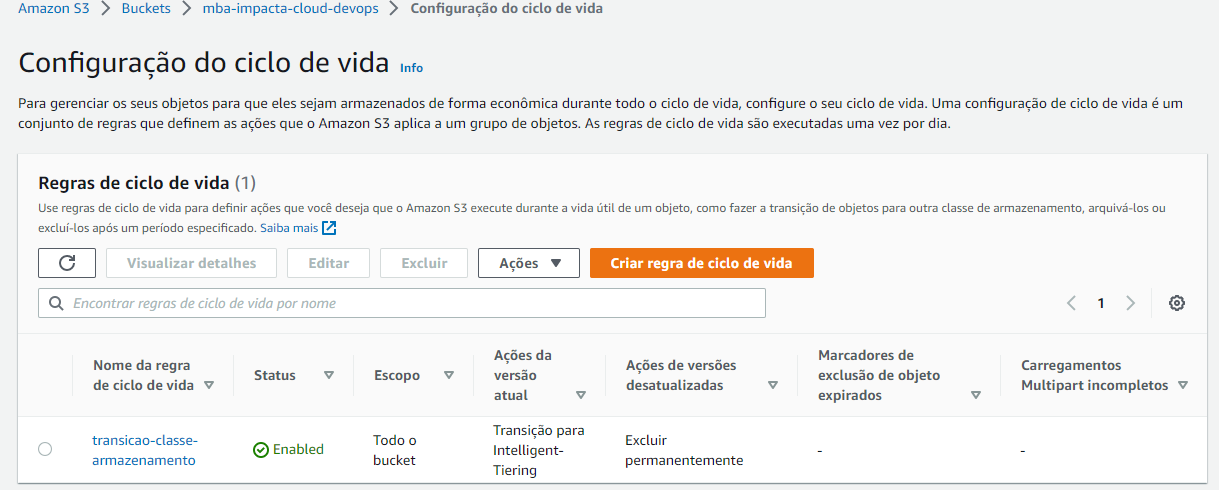 Amazon S3 > Buckets > mba-impacta-cloud-devops > Configuração do ciclo de vida
Configuração do ciclo de vida Info
Para gerenciar os seus objetos para que eles sejam armazenados de forma econômica durante todo o ciclo de vida, configure o seu ciclo de vida. Uma configuração de ciclo de vida é um
conjunto de regras que definem as ações que o Amazon S3 aplica a um grupo de objetos. As regras de ciclo de vida são executadas uma vez por dia.
Regras de ciclo de vida (1)
Use regras de ciclo de vida para definir ações que você deseja que o Amazon S3 execute durante a vida útil de um objeto, como fazer a transição de objetos para outra classe de armazenamento, arquivá-los ou
excluí-los após um período especificado. Saiba mais
Visualizar detalhes Editar Excluir Ações Criar regra de ciclo de vida
Encontrar regras de ciclo de vida por nome 1
Nome da regra
de ciclo de vida
Status
Escopo
Ações da
versão
atual
Ações de versões
desatualizadas
Marcadores de
exclusão de objeto
expirados
Carregamentos
Multipart incompletos
transicao-classe-
armazenamento
Enabled
Todo o
bucket
Transição para
Intelligent-
Tiering
Excluir
permanentemente
-
-